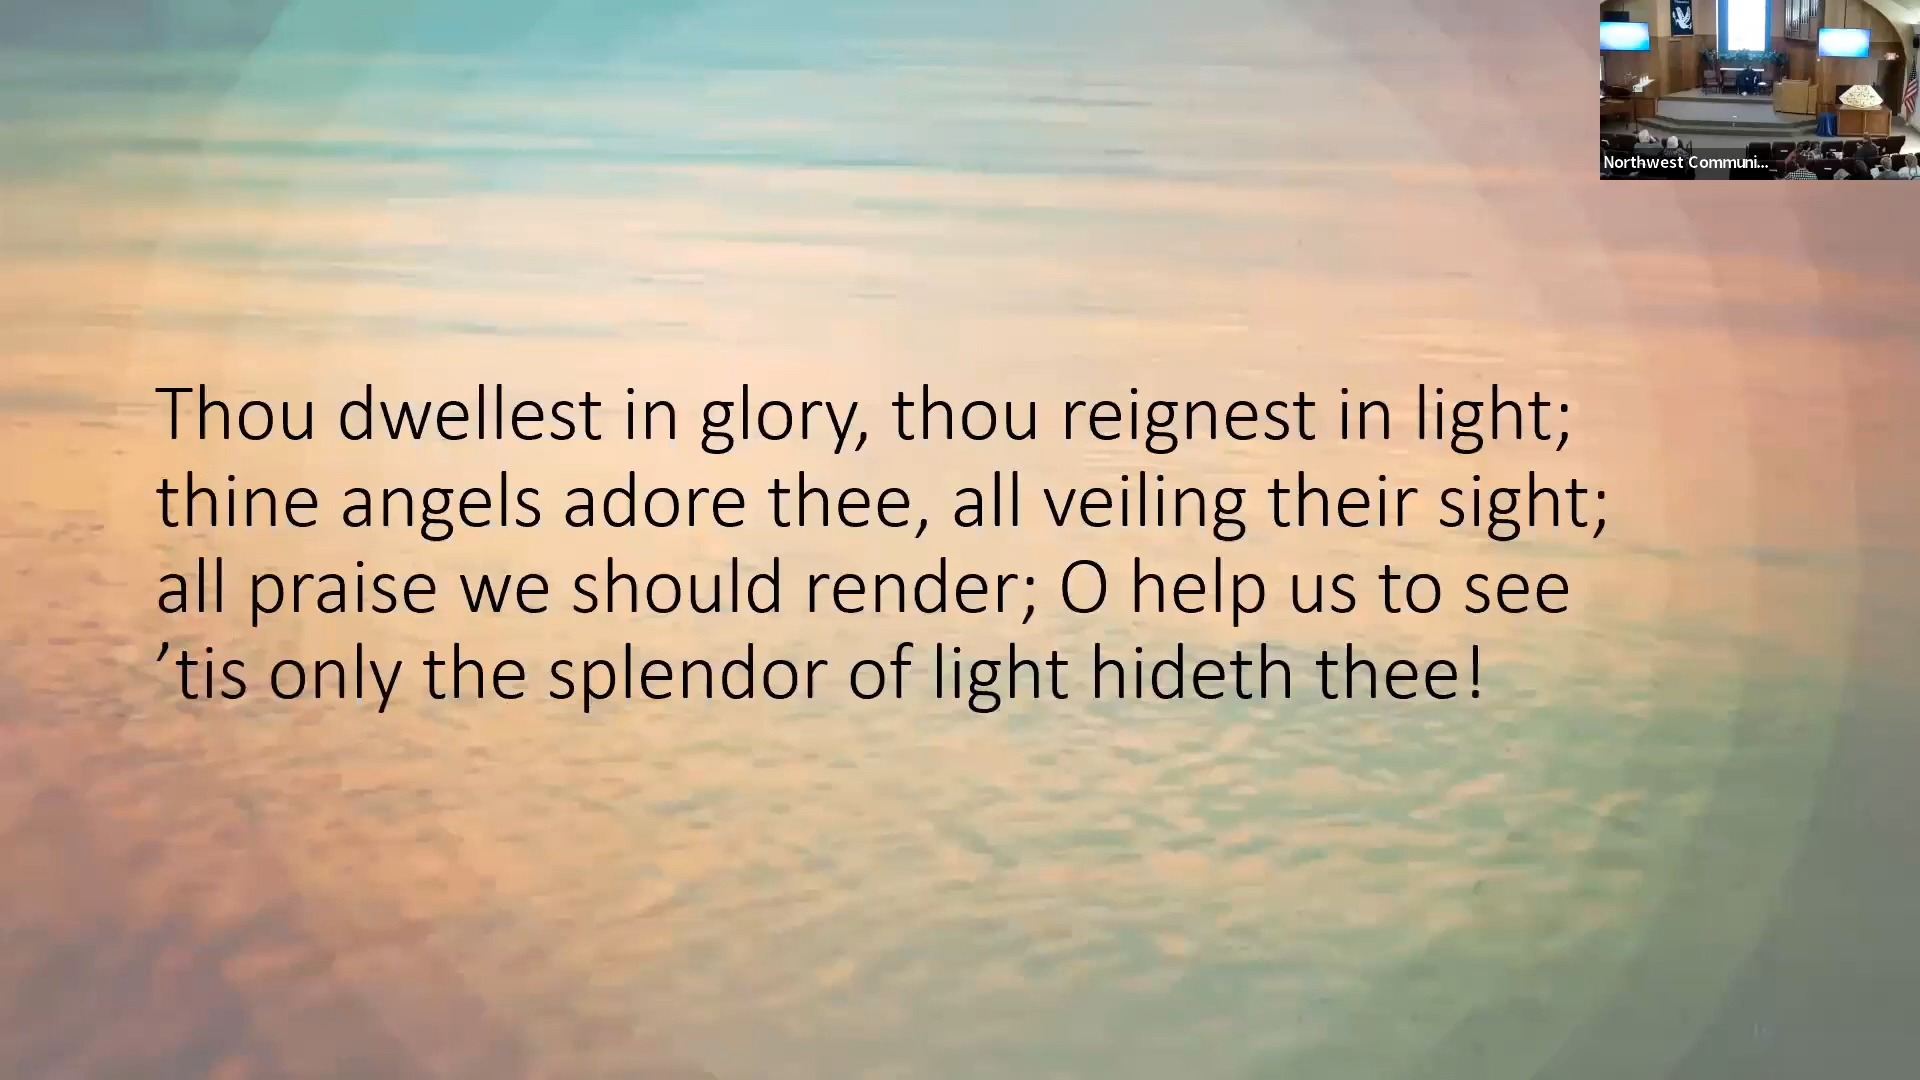 Northwest Communi...
Thou dwellest in glory, thou reignest in light;
thine angels adore thee, all veiling their sight;
all praise we should render; O help us to see
’tis only the splendor of light hideth thee!